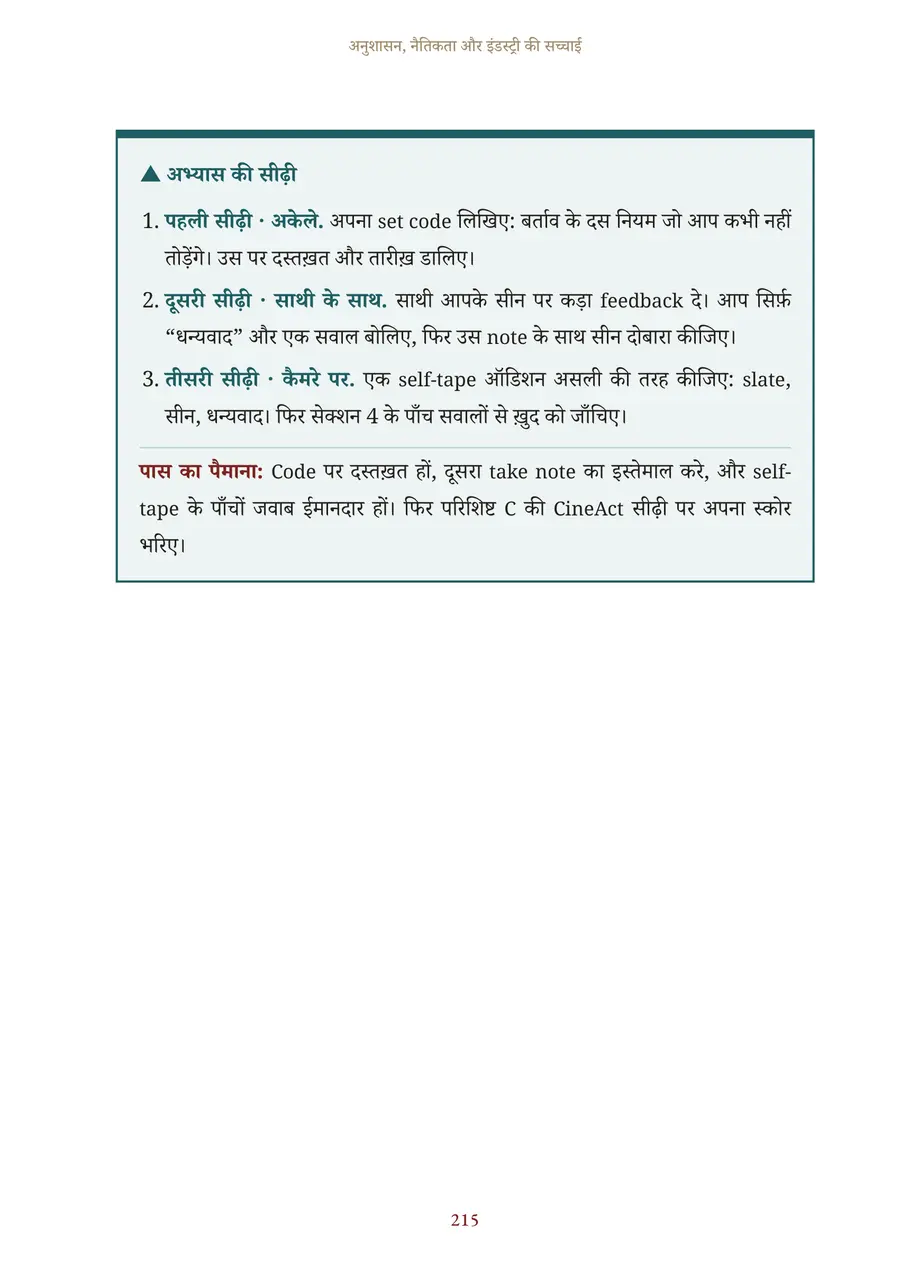 अनुशासन, नैतिकता और इंडस्ट्री की सच्चाई
▲ अभ्यास की सीढ़ी
1. पहली सीढ़ी · अकेले. अपना set code लिखिए: बर्ताव के दस नियम जो आप कभी नहीं
तोड़ेंगे। उस पर दस्तख़त और तारीख़ डालिए।
2. दूसरी सीढ़ी · साथी के साथ. साथी आपके सीन पर कड़ा feedback दे। आप सिर्फ़
“धन्यवाद” और एक सवाल बोलिए, फिर उस note के साथ सीन दोबारा कीजिए।
3. तीसरी सीढ़ी · कैमरे पर. एक self-tape ऑडिशन असली की तरह कीजिए: slate,
सीन, धन्यवाद। फिर सेक्शन 4 के पाँच सवालों से ख़ुद को जाँचिए।
पास का पैमाना: Code पर दस्तख़त हों, दूसरा take note का इस्तेमाल करे, और self-
tape के पाँचों जवाब ईमानदार हों। फिर परिशिष्ट C की CineAct सीढ़ी पर अपना स्कोर
भरिए।
215